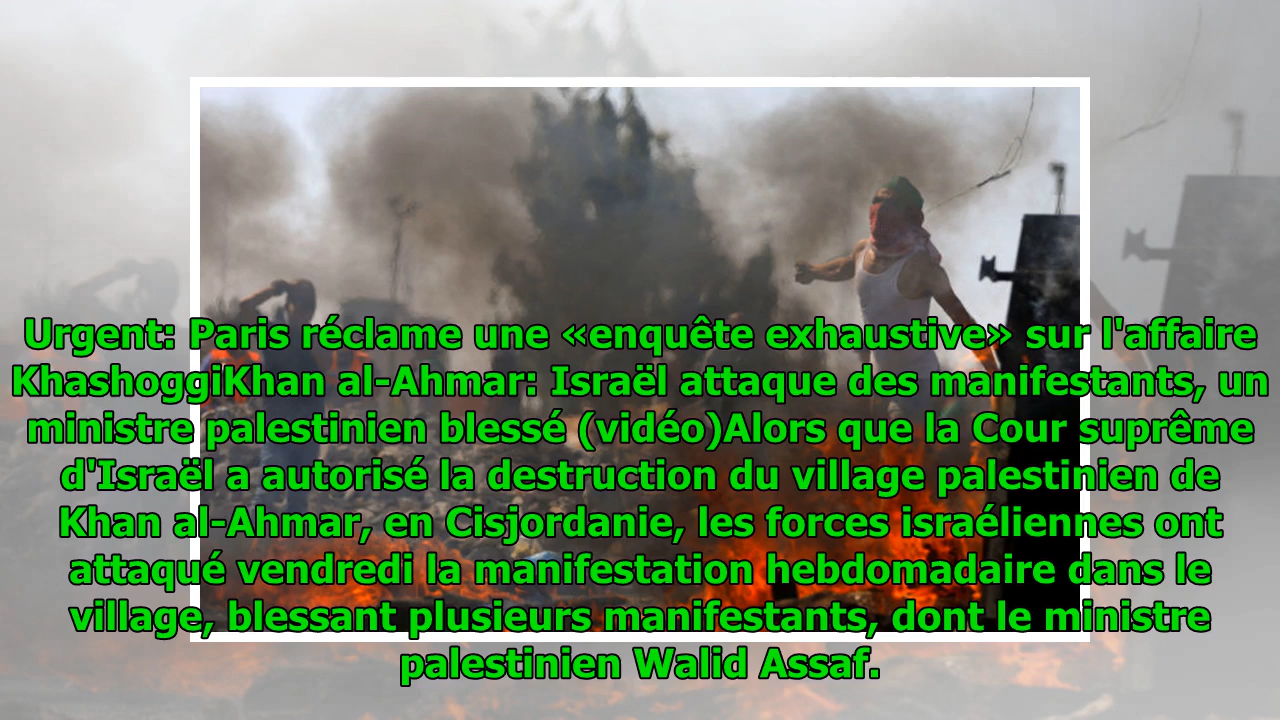 Urgent: Paris réclame une «enquête exhaustive» sur l'affaire
KhashoggiKhan al-Ahmar: Israël attaque des manifestants, un
ministre palestinien blessé (vidéo)Alors que la Cour suprême
d'Israël a autorisé la destruction du village palestinien de
Khan al-Ahmar, en Cisjordanie, les forces israéliennes ont
attaqué vendredi la manifestation hebdomadaire dans le
village, blessant plusieurs manifestants, dont le ministre
palestinien Walid Assaf.